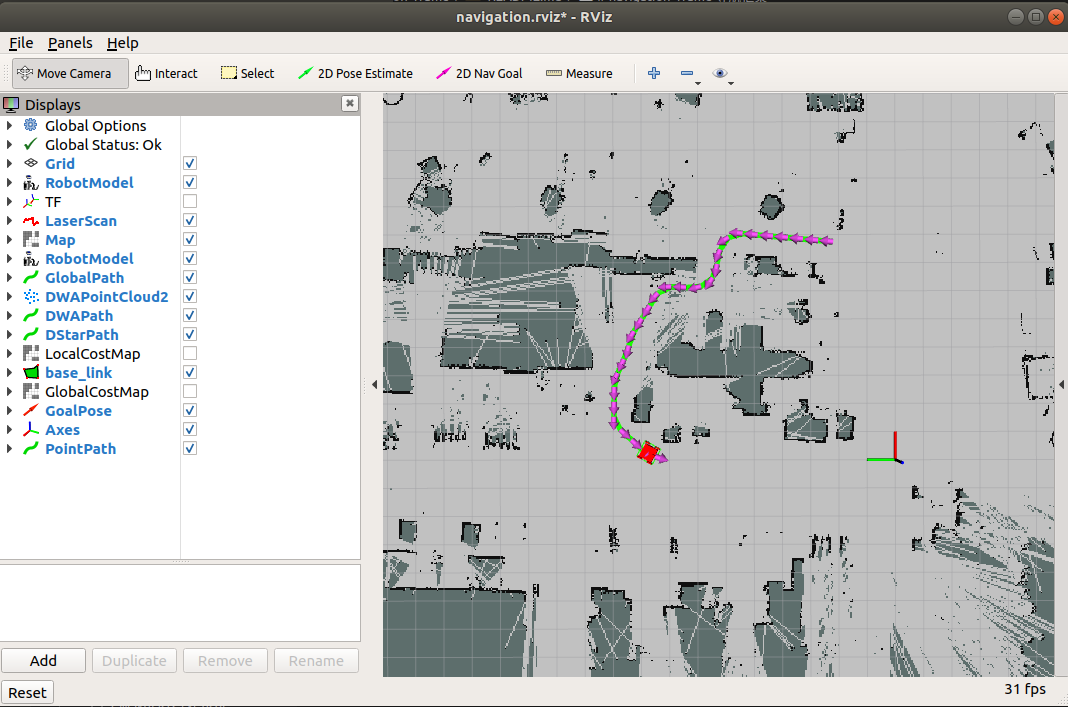 navigation.rviz* - RViz
File Panels Help
Move Camera Interact Select 2D Pose Estimate 2D Nav Goal Measure
Displays
Global Options
Global Status: Ok
Grid
RobotModel
TF
LaserScan
Map
RobotModel
GlobalPath
DWAPointCloud2
DWAPath
DStarPath
LocalCostMap
base_link
GlobalCostMap
GoalPose
Axes
PointPath
Add Duplicate Remove Rename
Reset
31 fps